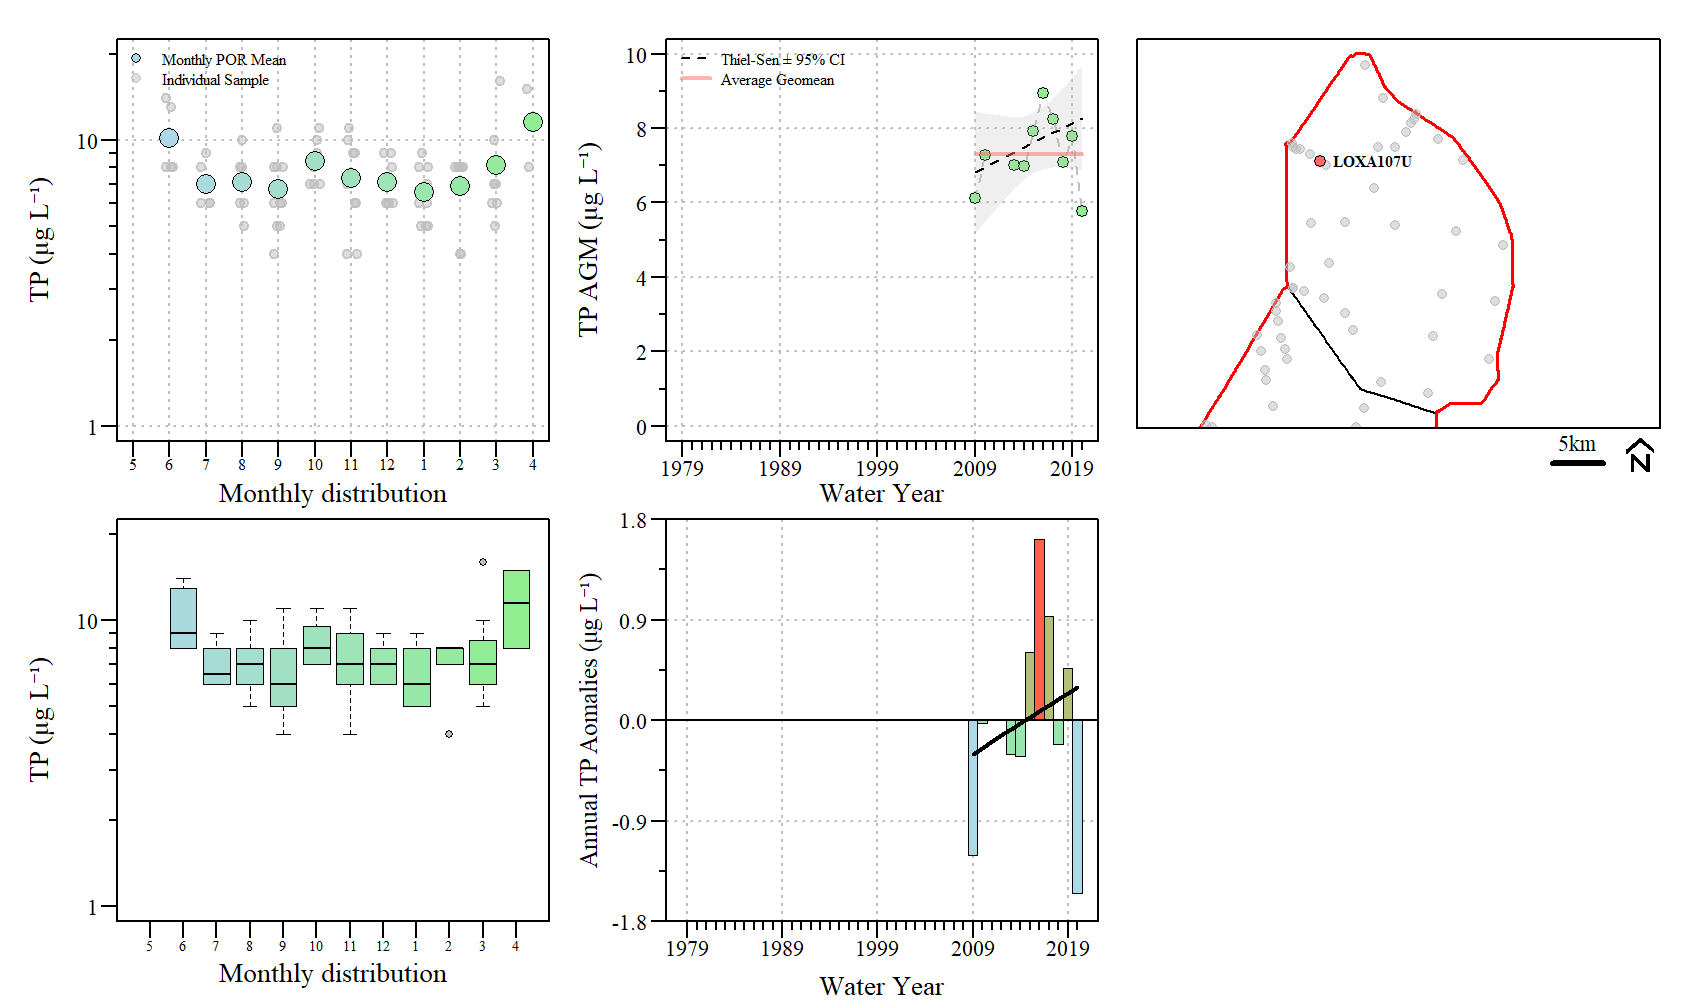 Monthly POR Mean
Individual Sample
10
1
TP (µg L⁻¹)
5 6 7 8 9 10 11 12 1 2 3 4
Monthly distribution
Thiel-Sen ± 95% CI
Average Geomean
10
8
6
4
2
0
TP AGM (µg L⁻¹)
1979 1989 1999 2009 2019
Water Year
LOXA107U
5km
N
10
1
TP (µg L⁻¹)
5 6 7 8 9 10 11 12 1 2 3 4
Monthly distribution
1.8
0.9
0.0
-0.9
-1.8
Annual TP Aomalies (µg L⁻¹)
1979 1989 1999 2009 2019
Water Year